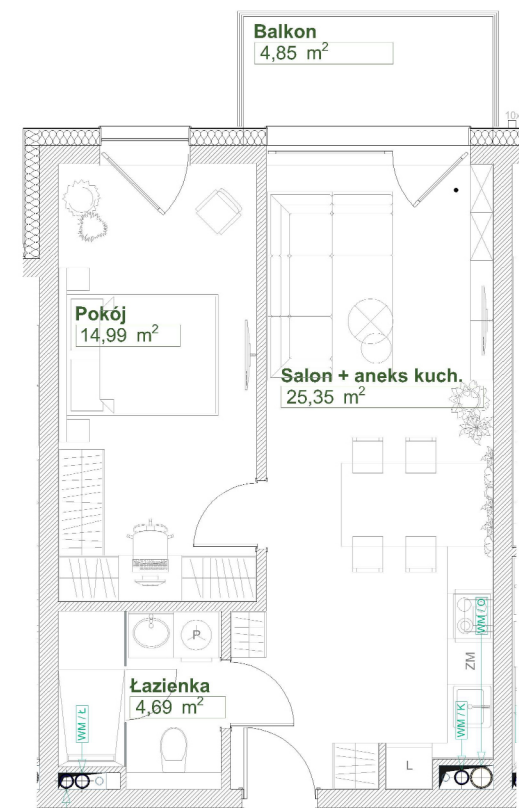 Balkon
4,85 m²
10x
Pokój
14,99 m²
Salon + aneks kuch.
25,35 m²
WM / O
ZM
P
Łazienka
4,69 m²
WM / Ł
WM / K
L